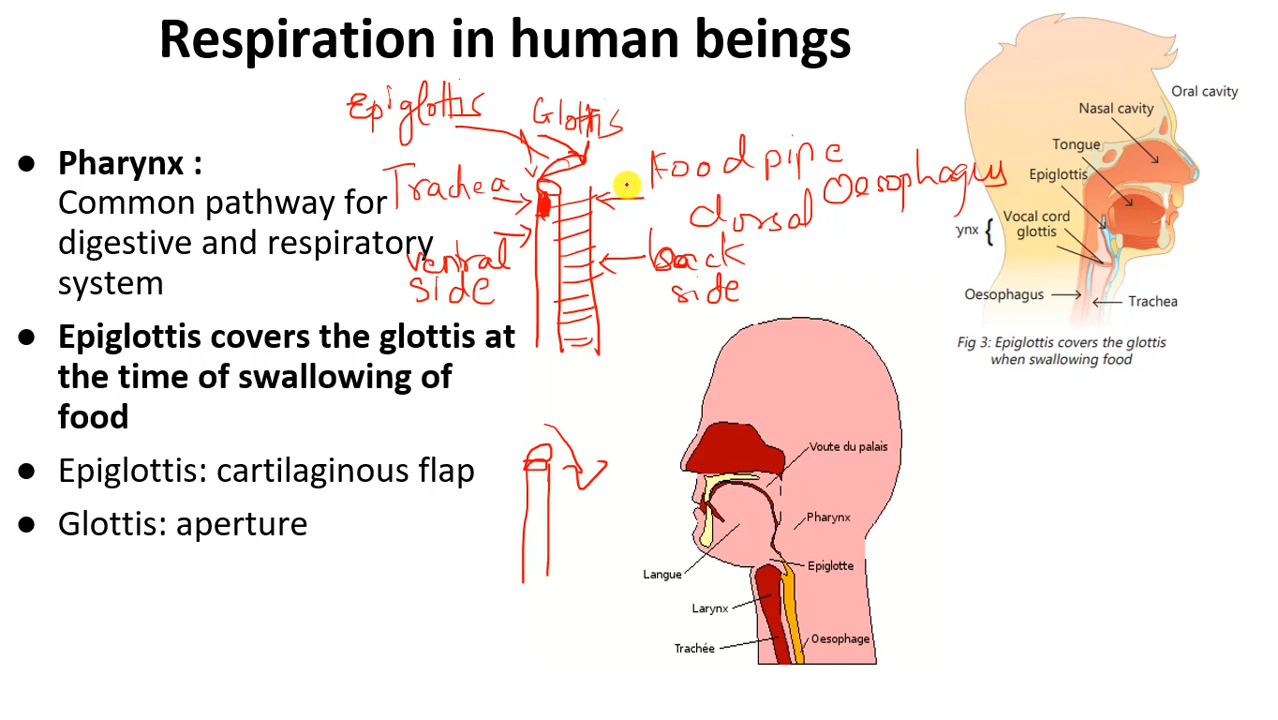 Respiration in human beings
● Pharynx :
Common pathway for
digestive and respiratory
system
● Epiglottis covers the glottis at
the time of swallowing of
food
● Epiglottis: cartilaginous flap
● Glottis: aperture
Epiglottis
Glottis
Trachea
Food pipe
Oesophagus
dorsal
ventral
side
back
side
Oral cavity
Nasal cavity
Tongue
Epiglottis
Vocal cord
glottis
ynx {
Oesophagus
Trachea
Fig 3: Epiglottis covers the glottis
when swallowing food
Voute du palais
Pharynx
Epiglotte
Langue
Larynx
Oesophage
Trachée